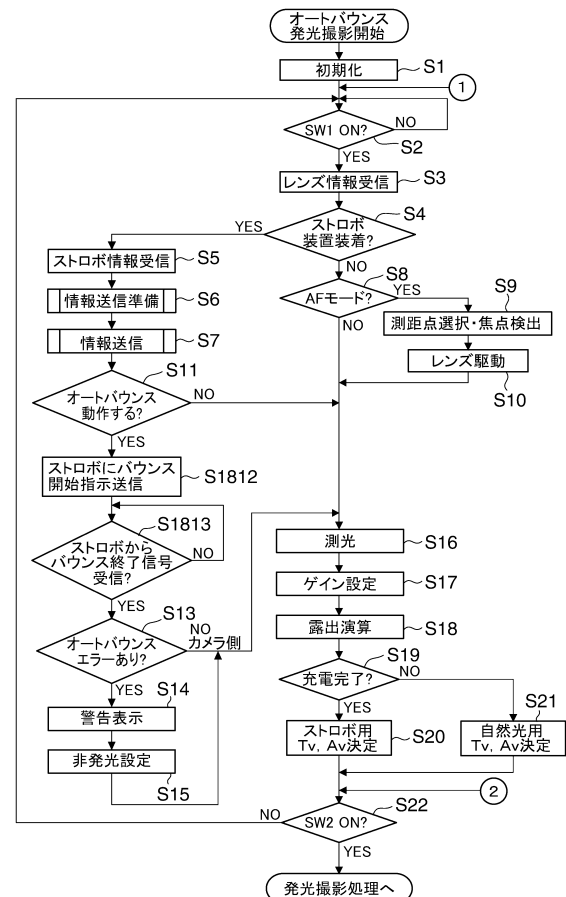 オートバウンス
発光撮影開始
初期化
S1
1
SW1 ON?
NO
S2
YES
レンズ情報受信
S3
ストロボ
装置装着?
S4
YES
NO
ストロボ情報受信
S5
情報送信準備
S6
情報送信
S7
AFモード?
S8
YES
NO
S9
測距点選択・焦点検出
レンズ駆動
S10
S11
オートバウンス
動作する?
NO
YES
ストロボにバウンス
開始指示送信
S1812
S1813
ストロボから
バウンス終了信号
受信?
NO
YES
S13
オートバウンス
エラーあり?
NO
カメラ側
YES
S14
警告表示
非発光設定
S15
測光
S16
ゲイン設定
S17
露出演算
S18
充電完了?
S19
NO
YES
ストロボ用
Tv, Av決定
S20
S21
自然光用
Tv, Av決定
2
SW2 ON?
S22
NO
YES
発光撮影処理へ